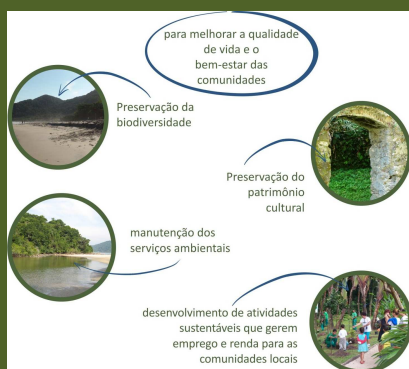 para melhorar a qualidade
de vida e o
bem-estar das
comunidades
Preservação da
biodiversidade
Preservação do
patrimônio
cultural
manutenção dos
serviços ambientais
desenvolvimento de atividades
sustentáveis que gerem
emprego e renda para as
comunidades locais